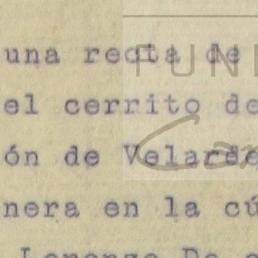 una recta de
el cerrito de
ón de Velarde
nera en la cú